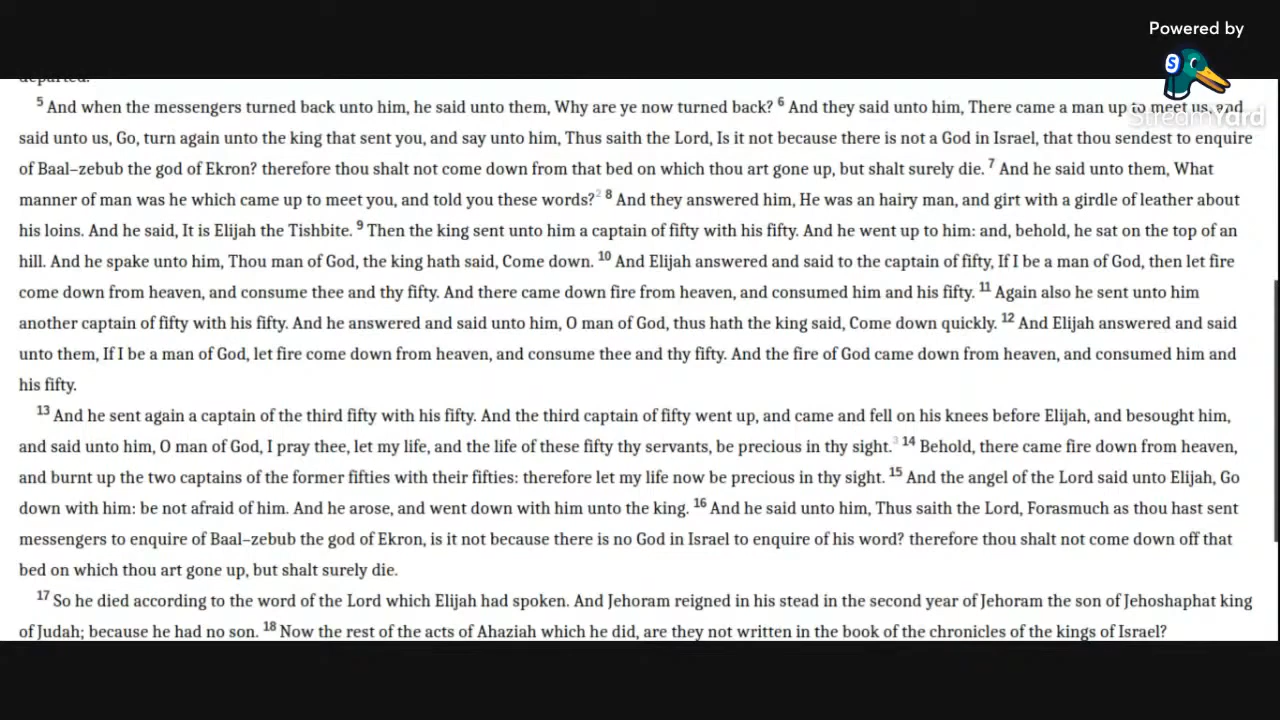 Powered by
S
StreamYard
departed.
5 And when the messengers turned back unto him, he said unto them, Why are ye now turned back? 6 And they said unto him, There came a man up to meet us, and
said unto us, Go, turn again unto the king that sent you, and say unto him, Thus saith the Lord, Is it not because there is not a God in Israel, that thou sendest to enquire
of Baal–zebub the god of Ekron? therefore thou shalt not come down from that bed on which thou art gone up, but shalt surely die. 7 And he said unto them, What
manner of man was he which came up to meet you, and told you these words?2 8 And they answered him, He was an hairy man, and girt with a girdle of leather about
his loins. And he said, It is Elijah the Tishbite. 9 Then the king sent unto him a captain of fifty with his fifty. And he went up to him: and, behold, he sat on the top of an
hill. And he spake unto him, Thou man of God, the king hath said, Come down. 10 And Elijah answered and said to the captain of fifty, If I be a man of God, then let fire
come down from heaven, and consume thee and thy fifty. And there came down fire from heaven, and consumed him and his fifty. 11 Again also he sent unto him
another captain of fifty with his fifty. And he answered and said unto him, O man of God, thus hath the king said, Come down quickly. 12 And Elijah answered and said
unto them, If I be a man of God, let fire come down from heaven, and consume thee and thy fifty. And the fire of God came down from heaven, and consumed him and
his fifty.
13 And he sent again a captain of the third fifty with his fifty. And the third captain of fifty went up, and came and fell on his knees before Elijah, and besought him,
and said unto him, O man of God, I pray thee, let my life, and the life of these fifty thy servants, be precious in thy sight.3 14 Behold, there came fire down from heaven,
and burnt up the two captains of the former fifties with their fifties: therefore let my life now be precious in thy sight. 15 And the angel of the Lord said unto Elijah, Go
down with him: be not afraid of him. And he arose, and went down with him unto the king. 16 And he said unto him, Thus saith the Lord, Forasmuch as thou hast sent
messengers to enquire of Baal–zebub the god of Ekron, is it not because there is no God in Israel to enquire of his word? therefore thou shalt not come down off that
bed on which thou art gone up, but shalt surely die.
17 So he died according to the word of the Lord which Elijah had spoken. And Jehoram reigned in his stead in the second year of Jehoram the son of Jehoshaphat king
of Judah; because he had no son. 18 Now the rest of the acts of Ahaziah which he did, are they not written in the book of the chronicles of the kings of Israel?